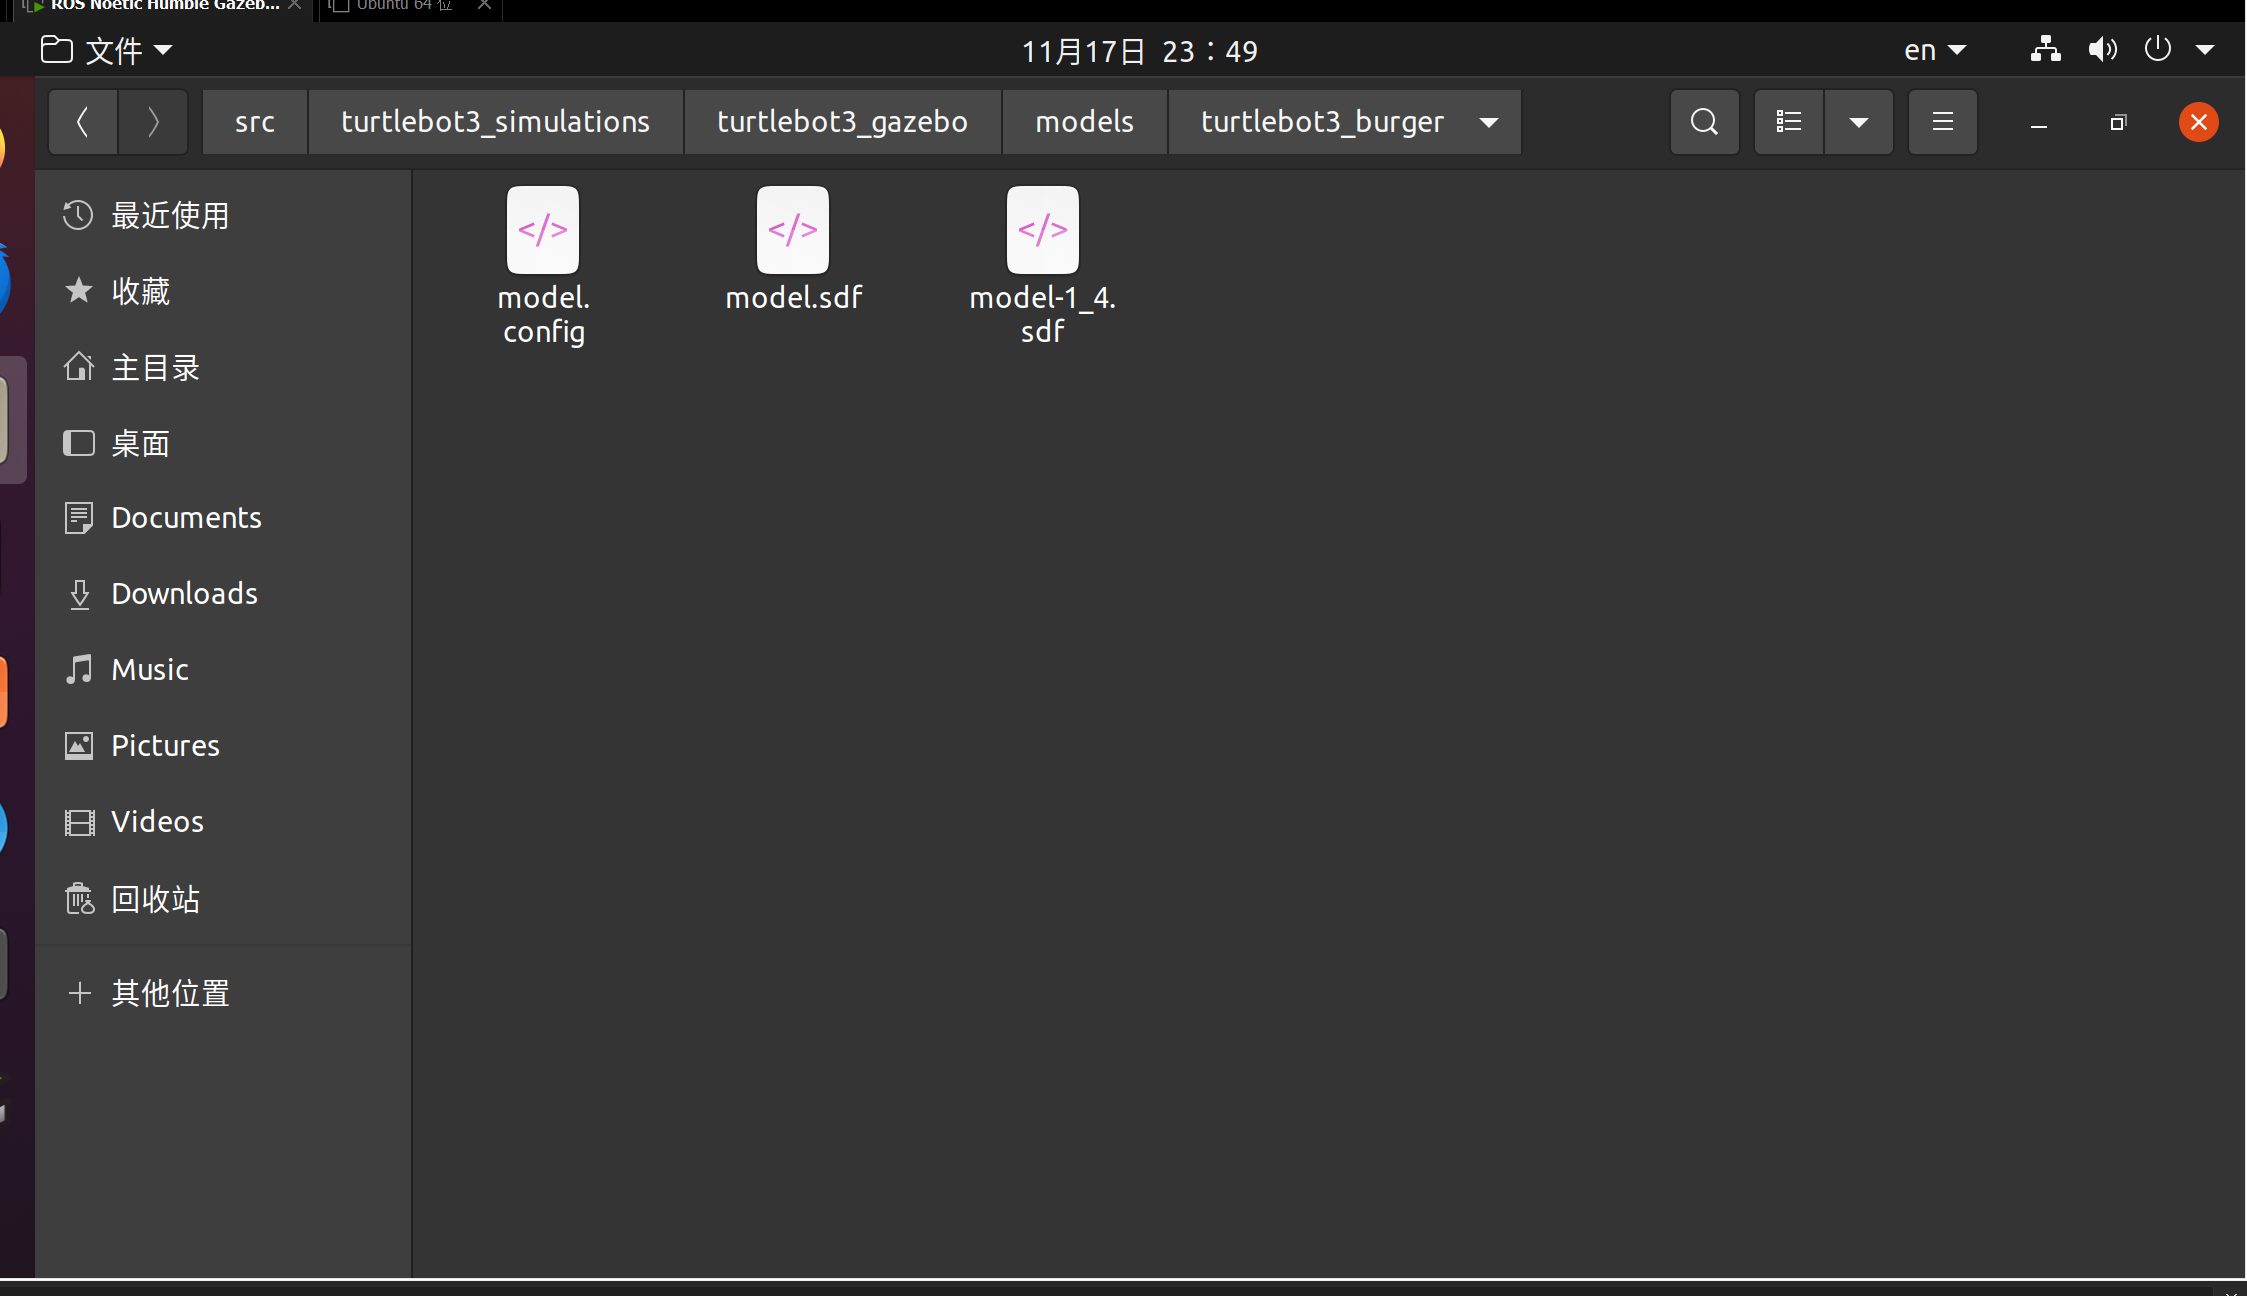 ROS Noetic Humble Gazeb...
Ubuntu 64 位
文件
11月17日 23：49
en
src
turtlebot3_simulations
turtlebot3_gazebo
models
turtlebot3_burger
最近使用
收藏
主目录
桌面
Documents
Downloads
Music
Pictures
Videos
回收站
其他位置
model.
config
model.sdf
model-1_4.
sdf